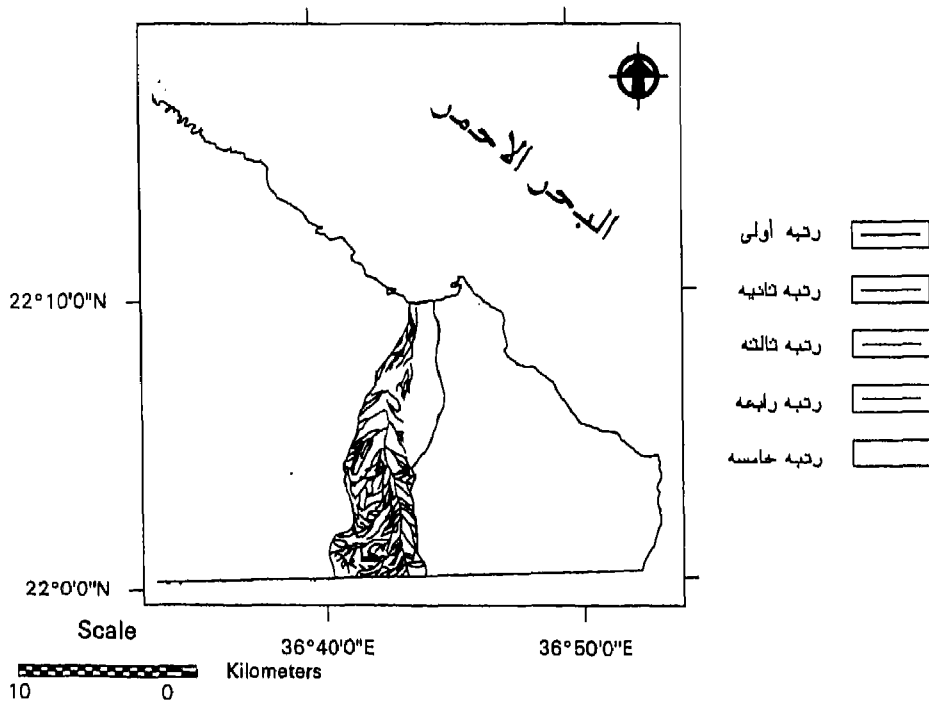 البحر الاحمر
رتبه أولى
رتبه ثانيه
رتبه ثالثه
رتبه رابعه
رتبه خامسه
22°10'0"N
22°0'0"N
36°40'0"E
36°50'0"E
Scale
Kilometers
10
0